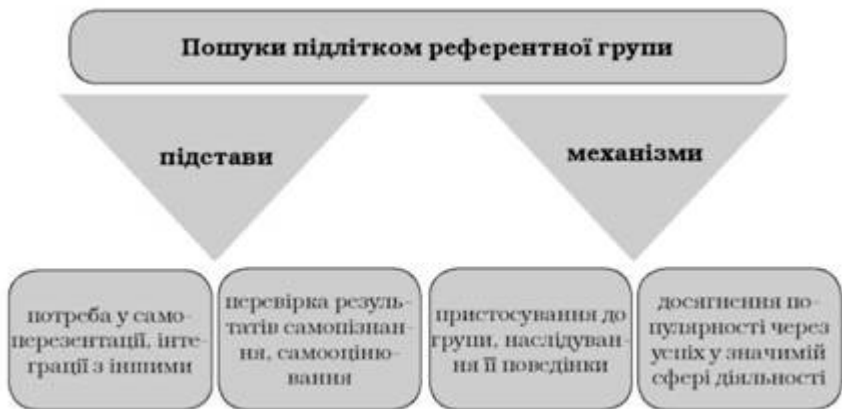 Пошуки підлітком референтної групи
підстави
механізми
потреба у само-
перезентації, інте-
грації з іншими
перевірка резуль-
татів самопізнан-
ня, самооціню-
вання
пристосування до
групи, наслідуван-
ня її поведінки
досягнення по-
пулярності через
успіх у значимій
сфері діяльності